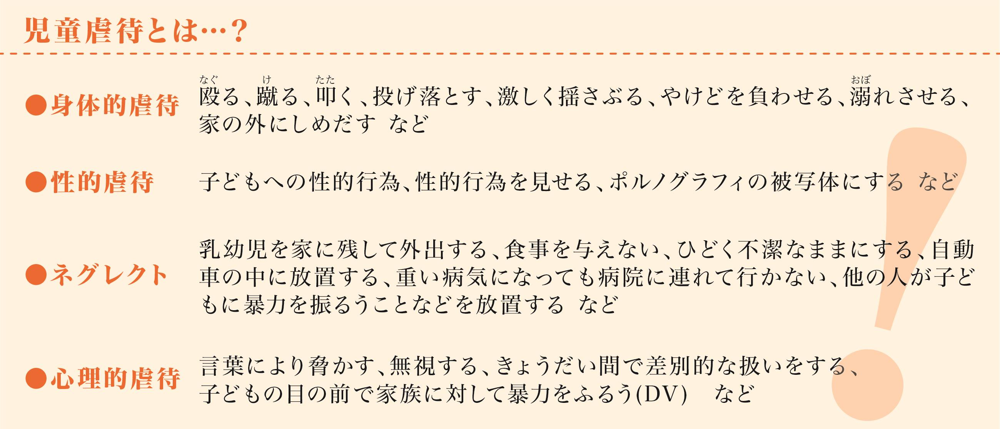 児童虐待とは…？
●身体的虐待
なぐ け たた おぼ
殴る、蹴る、叩く、投げ落とす、激しく揺さぶる、やけどを負わせる、溺れさせる、
家の外にしめだす など
●性的虐待
子どもへの性的行為、性的行為を見せる、ポルノグラフィの被写体にする など
●ネグレクト
乳幼児を家に残して外出する、食事を与えない、ひどく不潔なままにする、自動
車の中に放置する、重い病気になっても病院に連れて行かない、他の人が子ど
もに暴力を振るうことなどを放置する など
●心理的虐待
言葉により脅かす、無視する、きょうだい間で差別的な扱いをする、
子どもの目の前で家族に対して暴力をふるう(DV) など